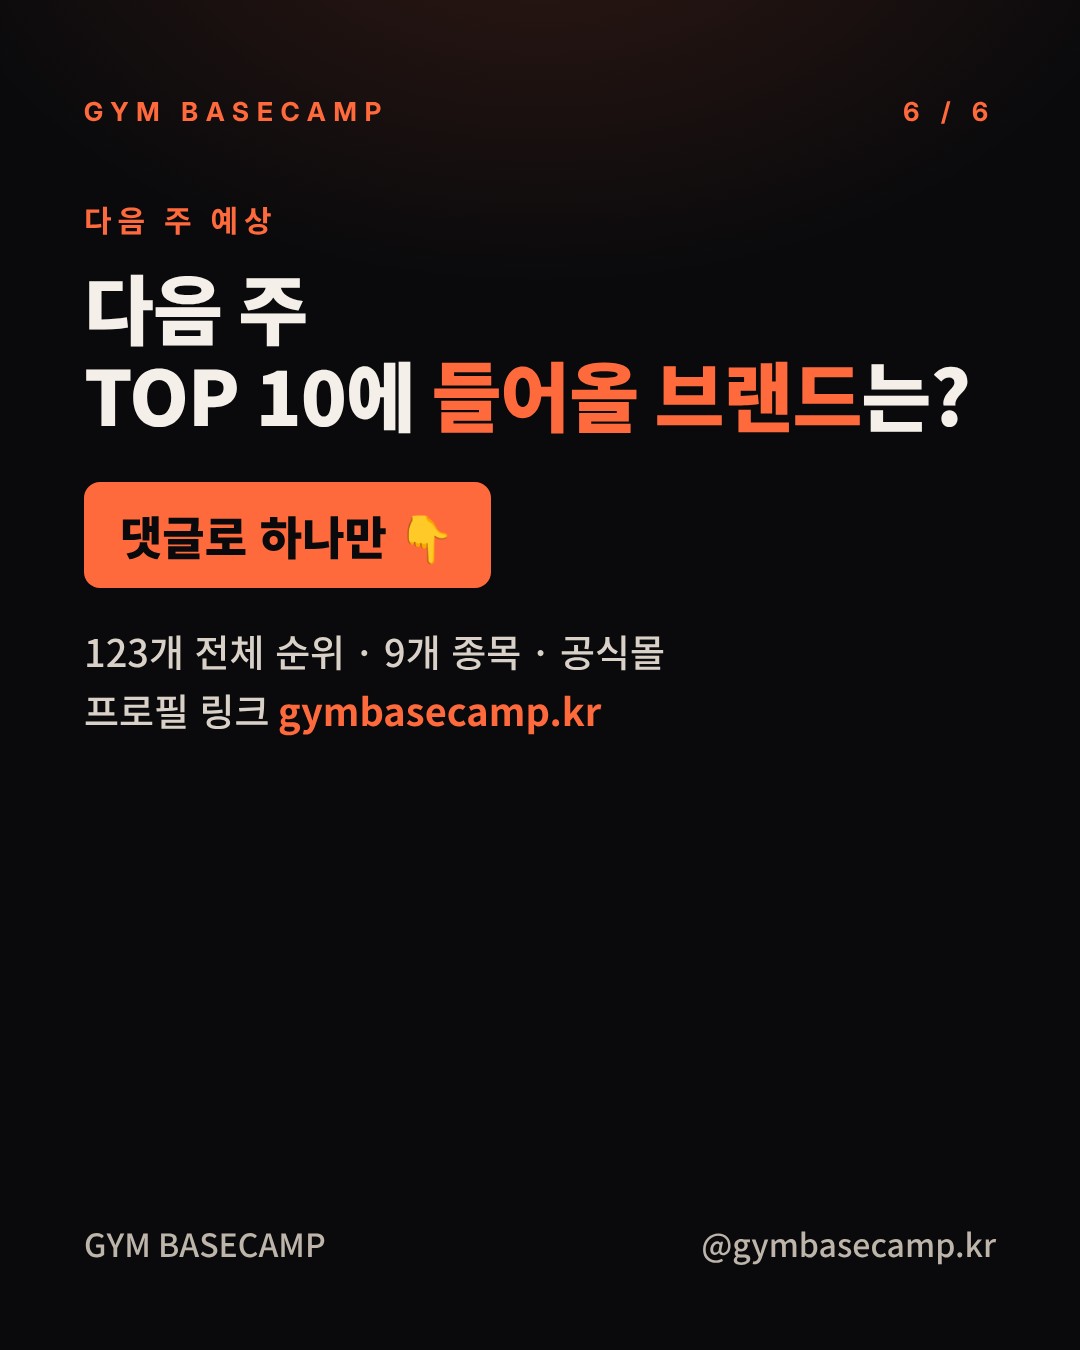 GYM BASECAMP
6 / 6
다음 주 예상
다음 주
TOP 10에 들어올 브랜드는?
댓글로 하나만 👇
123개 전체 순위 · 9개 종목 · 공식몰
프로필 링크 gymbasecamp.kr
GYM BASECAMP
@gymbasecamp.kr